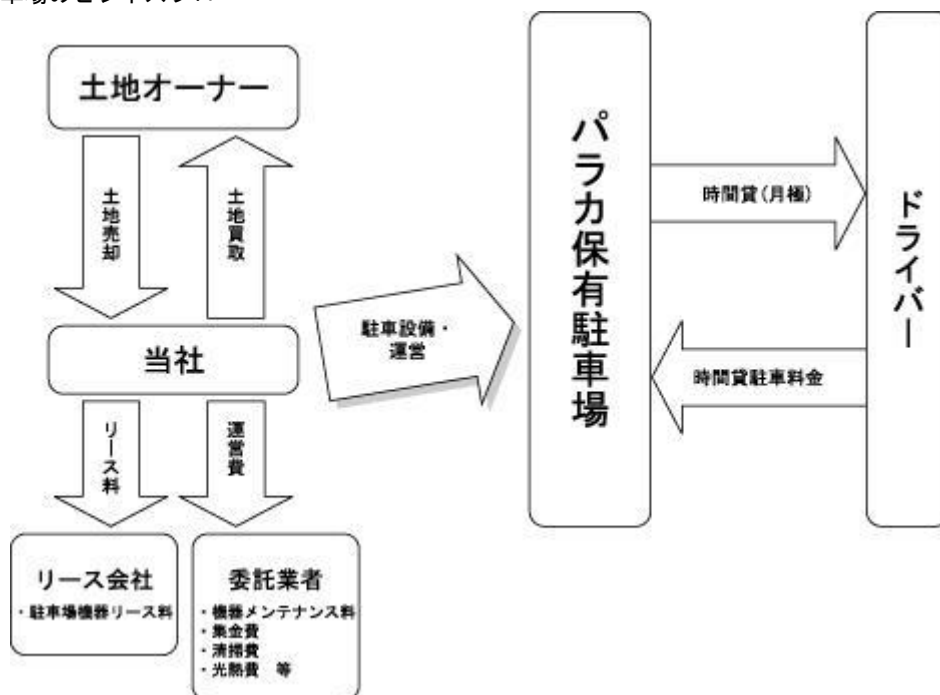 土地オーナー
土地売却
土地買取
当社
リース料
運営費
リース会社
・駐車場機器リース料
委託業者
・機器メンテナンス料
・集金費
・清掃費
・光熱費 等
駐車設備・
運営
パラカ保有駐車場
時間貸(月極)
時間貸駐車料金
ドライバー